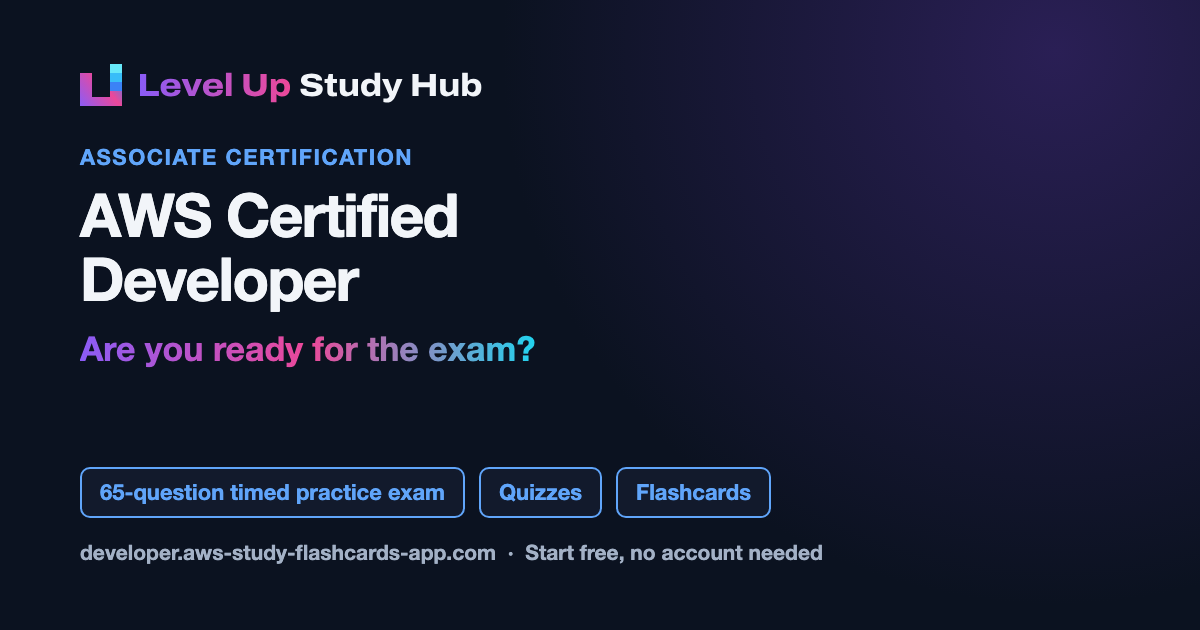 Level Up Study Hub
ASSOCIATE CERTIFICATION
AWS Certified
Developer
Are you ready for the exam?
65-question timed practice exam
Quizzes
Flashcards
developer.aws-study-flashcards-app.com · Start free, no account needed